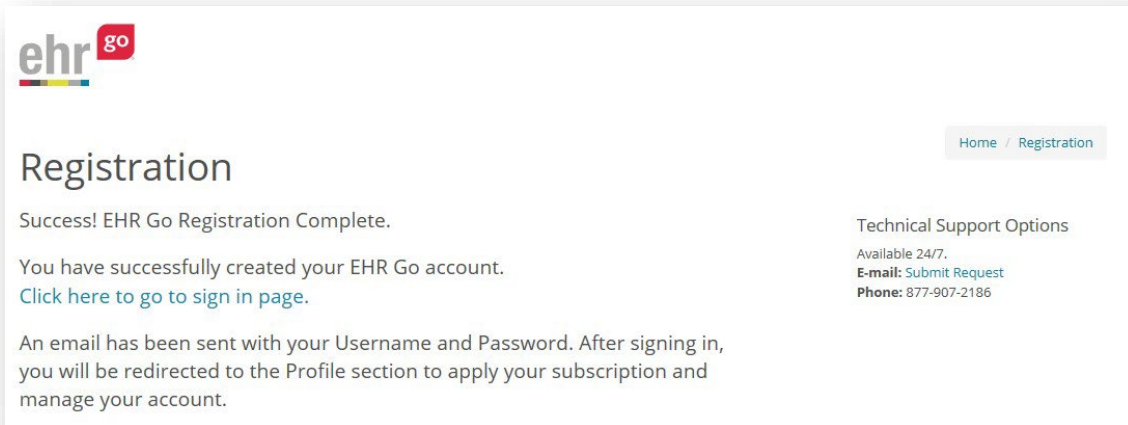 ehr go
Home / Registration
Registration
Success! EHR Go Registration Complete.
You have successfully created your EHR Go account.
Click here to go to sign in page.
An email has been sent with your Username and Password. After signing in,
you will be redirected to the Profile section to apply your subscription and
manage your account.
Technical Support Options
Available 24/7.
E-mail: Submit Request
Phone: 877-907-2186